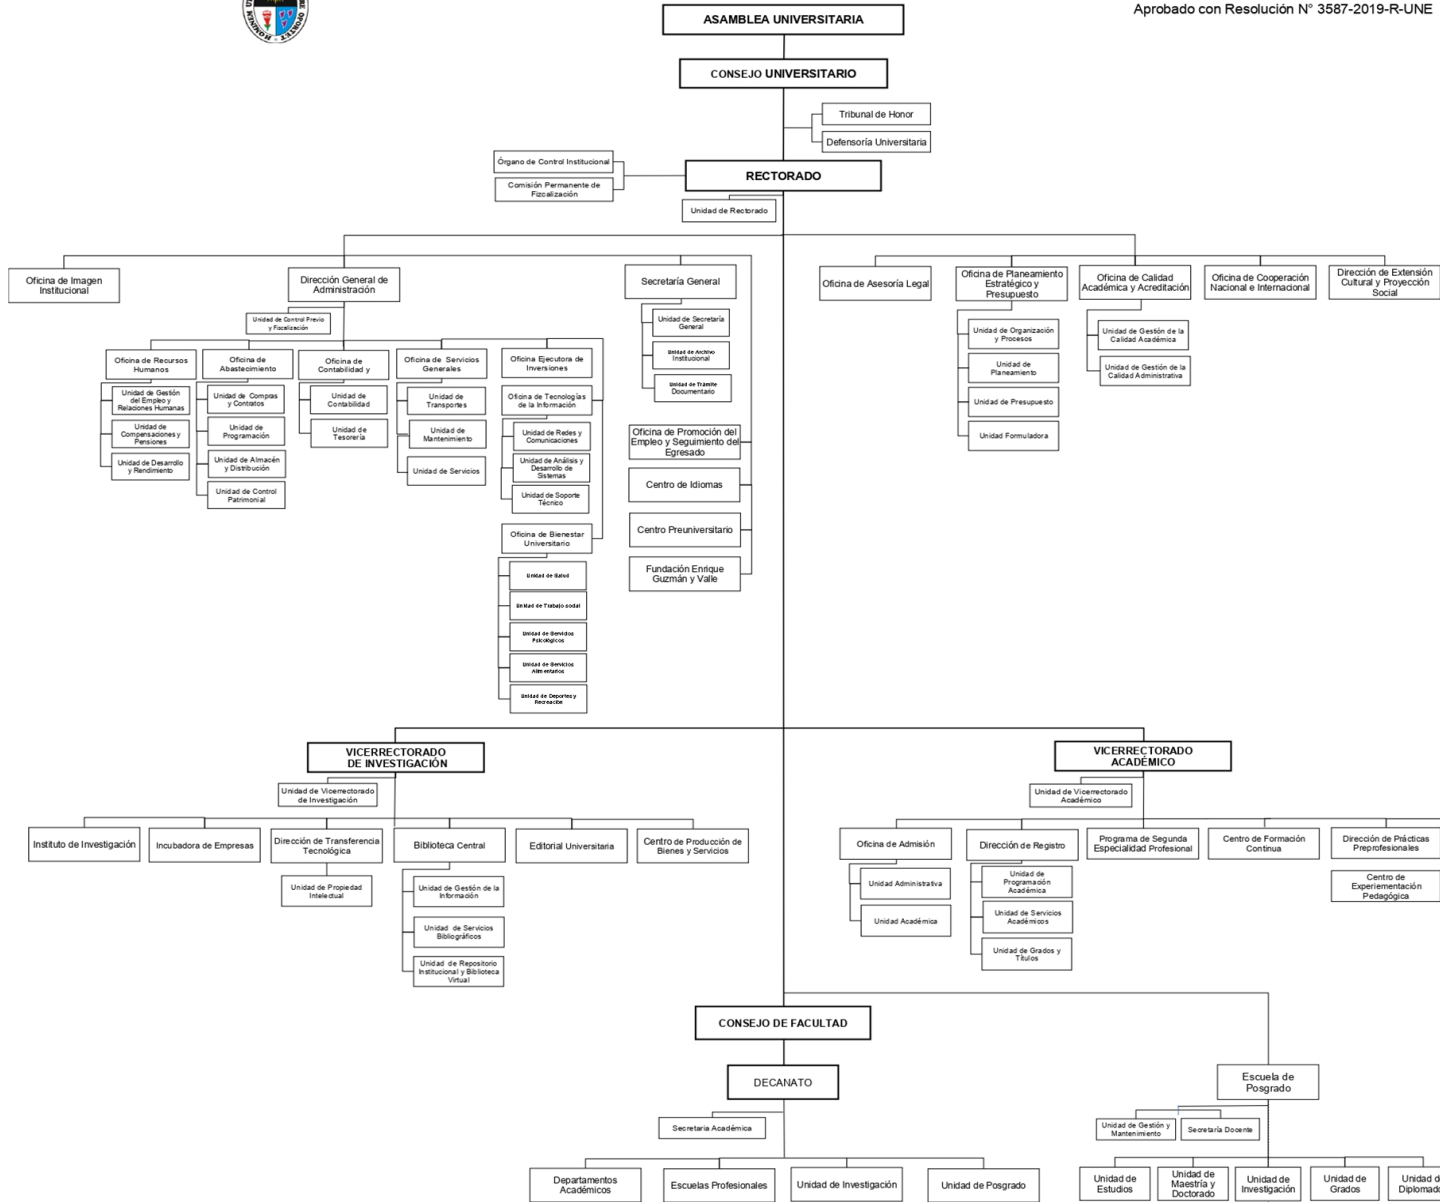 Aprobado con Resolución N° 3587-2019-R-UNE
ASAMBLEA UNIVERSITARIA
CONSEJO UNIVERSITARIO
Tribunal de Honor
Defensoría Universitaria
Órgano de Control Institucional
Comisión Permanente de
Fizcalización
RECTORADO
Unidad de Rectorado
Oficina de Imagen
Institucional
Dirección General de
Administración
Unidad de Control Previo
y Fiscalización
Secretaría General
Unidad de Secretaría
General
Unidad de Archivo
Institucional
Unidad de Trámite
Documentario
Oficina de Asesoría Legal
Oficina de Planeamiento
Estratégico y
Presupuesto
Unidad de Organización
y Procesos
Unidad de
Planeamiento
Unidad de Presupuesto
Unidad Formuladora
Oficina de Calidad
Académica y Acreditación
Unidad de Gestión de la
Calidad Académica
Unidad de Gestión de la
Calidad Administrativa
Oficina de Cooperación
Nacional e Internacional
Dirección de Extensión
Cultural y Proyección
Social
Oficina de Recursos
Humanos
Unidad de Gestión
del Empleo y
Relaciones Humanas
Unidad de
Compensaciones y
Pensiones
Unidad de Desarrollo
y Rendimiento
Oficina de
Abastecimiento
Unidad de Compras
y Contratos
Unidad de
Programación
Unidad de Almacén
y Distribución
Unidad de Control
Patrimonial
Oficina de
Contabilidad y
Unidad de
Contabilidad
Unidad de
Tesorería
Oficina de Servicios
Generales
Unidad de
Transportes
Unidad de
Mantenimiento
Unidad de Servicios
Oficina Ejecutora de
Inversiones
Oficina de Tecnologías
de la Información
Unidad de Redes y
Comunicaciones
Unidad de Análisis y
Desarrollo de
Sistemas
Unidad de Soporte
Técnico
Oficina de Bienestar
Universitario
Unidad de Salud
Unidad de Trabajo social
Unidad de Servicios
Psicológicos
Unidad de Servicios
Alimentarios
Unidad de Deportes y
Recreación
Oficina de Promoción del
Empleo y Seguimiento del
Egresado
Centro de Idiomas
Centro Preuniversitario
Fundación Enrique
Guzmán y Valle
VICERRECTORADO
DE INVESTIGACIÓN
Unidad de Vicerrectorado
de Investigación
Instituto de Investigación
Incubadora de Empresas
Dirección de Transferencia
Tecnológica
Unidad de Propiedad
Intelectual
Biblioteca Central
Unidad de Gestión de la
Información
Unidad de Servicios
Bibliográficos
Unidad de Repositorio
Institucional y Biblioteca
Virtual
Editorial Universitaria
Centro de Producción de
Bienes y Servicios
VICERRECTORADO
ACADÉMICO
Unidad de Vicerrectorado
Académico
Oficina de Admisión
Unidad Administrativa
Unidad Académica
Dirección de Registro
Unidad de
Programación
Académica
Unidad de Servicios
Académicos
Unidad de Grados y
Títulos
Programa de Segunda
Especialidad Profesional
Centro de Formación
Continua
Dirección de Prácticas
Preprofesionales
Centro de
Experiementación
Pedagógica
CONSEJO DE FACULTAD
DECANATO
Secretaria Académica
Departamentos
Académicos
Escuelas Profesionales
Unidad de Investigación
Unidad de Posgrado
Escuela de
Posgrado
Unidad de Gestión y
Mantenimiento
Secretaría Docente
Unidad de
Estudios
Unidad de
Maestría y
Doctorado
Unidad de
Investigación
Unidad de
Grados
Unidad d
Diplomado